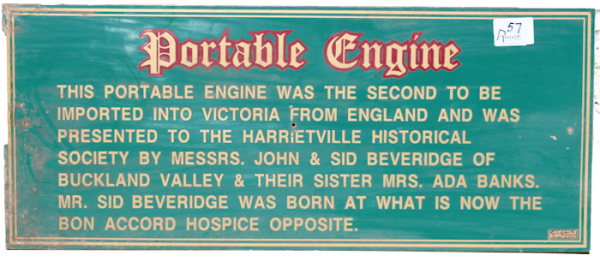 57
Portable Engine
THIS PORTABLE ENGINE WAS THE SECOND TO BE
IMPORTED INTO VICTORIA FROM ENGLAND AND WAS
PRESENTED TO THE HARRIETVILLE HISTORICAL
SOCIETY BY MESSRS. JOHN & SID BEVERIDGE OF
BUCKLAND VALLEY & THEIR SISTER MRS. ADA BANKS.
MR. SID BEVERIDGE WAS BORN AT WHAT IS NOW THE
BON ACCORD HOSPICE OPPOSITE.